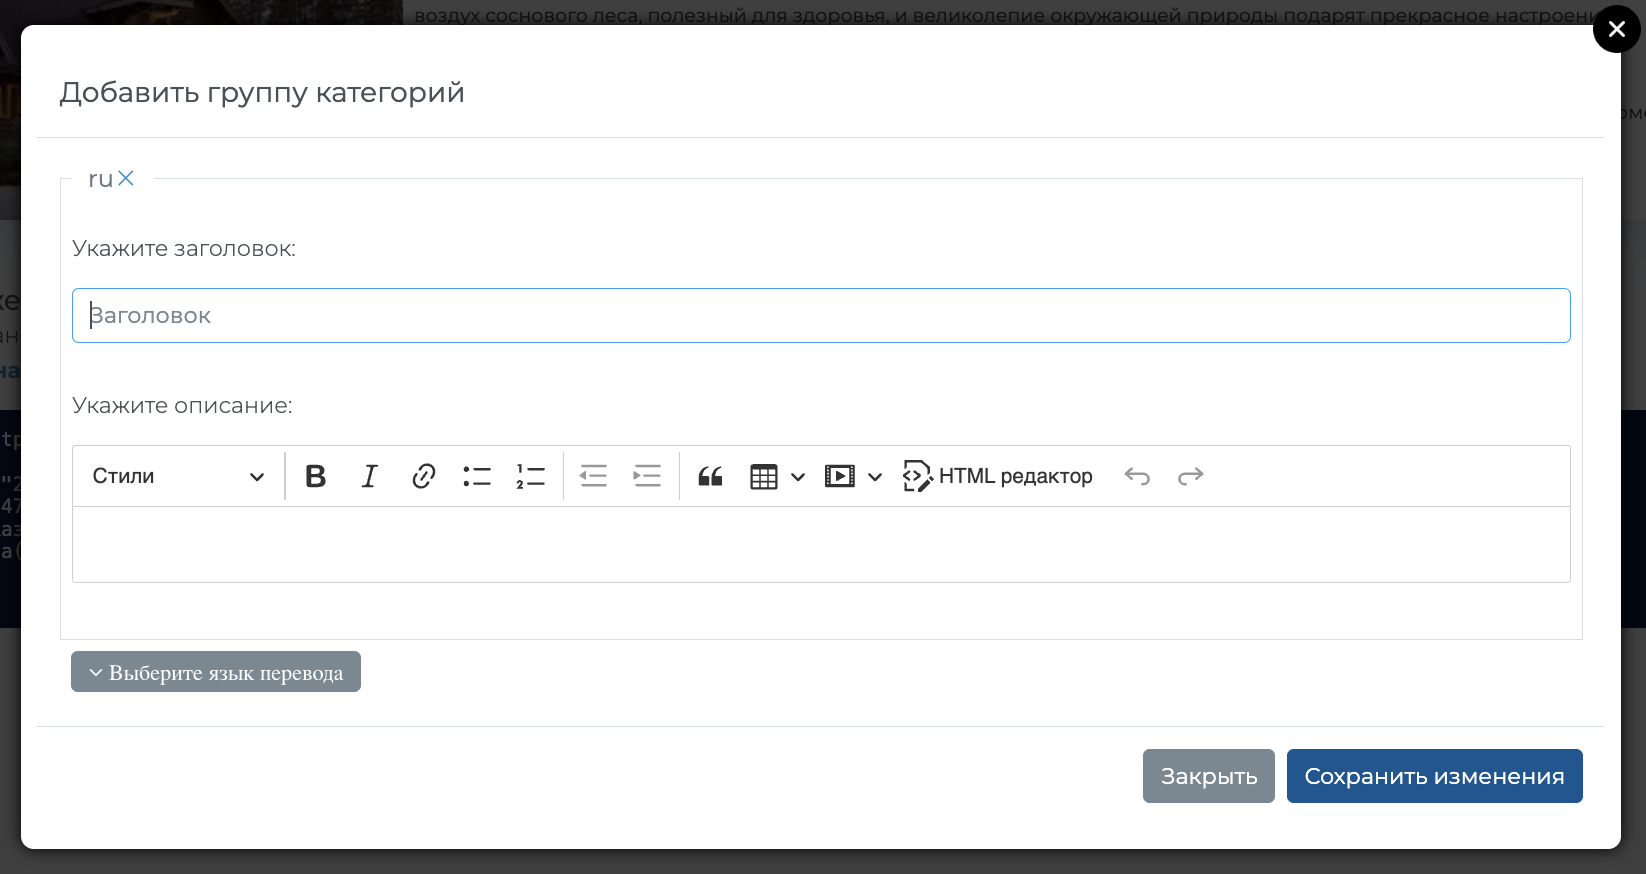 воздух соснового леса, полезный для здоровья, и великолепие окружающей природы подарят прекрасное
Добавить группу категорий
ru
Укажите заголовок:
Заголовок
Укажите описание:
Стили B I HTML редактор
Выберите язык перевода
Закрыть Сохранить изменения